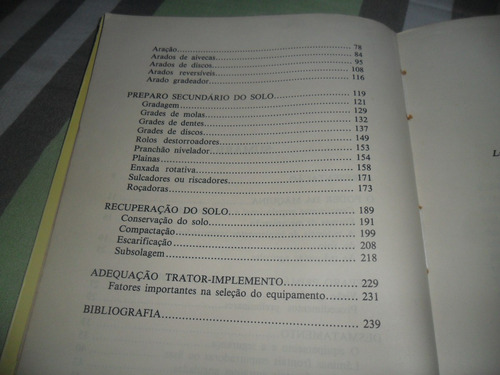 Aração 78
Arados de aivecas 84
Arados de discos 95
Arados reversíveis 108
Arado gradeador 116
PREPARO SECUNDÁRIO DO SOLO 119
Gradagem 121
Grades de molas 129
Grades de dentes 132
Grades de discos 137
Rolos destorroadores 149
Pranchão nivelador 153
Plainas 154
Enxada rotativa 158
Sulcadores ou riscadores 171
Roçadoras 173
RECUPERAÇÃO DO SOLO 189
Conservação do solo 191
Compactação 199
Escarificação 208
Subsolagem 218
ADEQUAÇÃO TRATOR-IMPLEMENTO 229
Fatores importantes na seleção do equipamento 231
BIBLIOGRAFIA 239